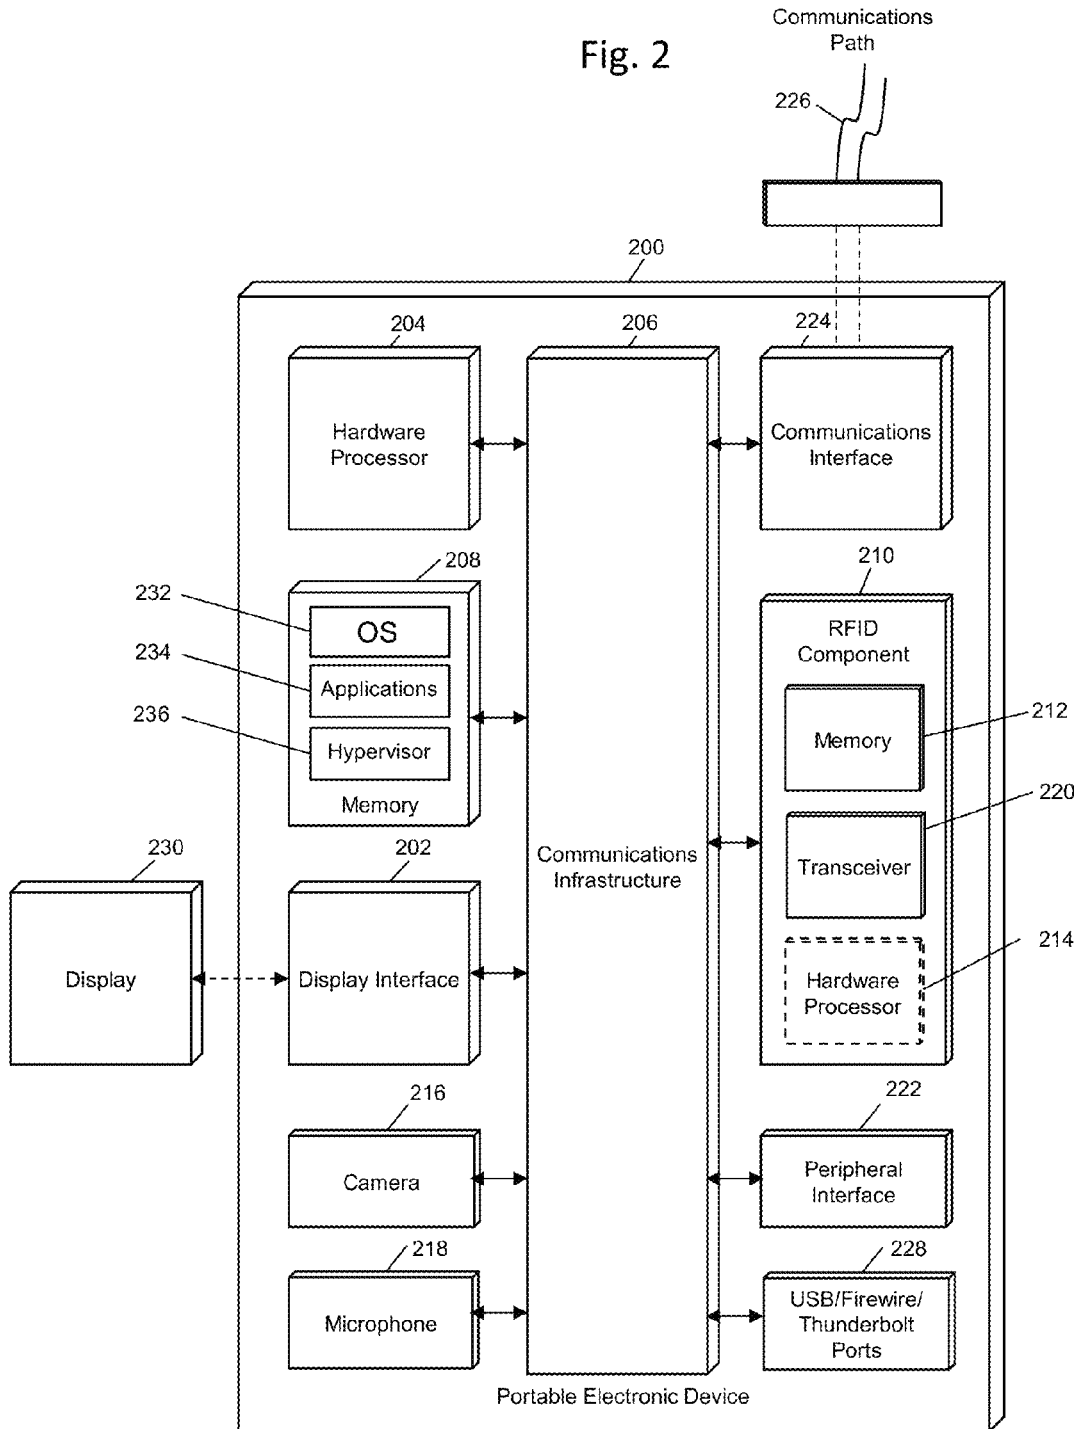 Communications
Path
Fig. 2
226
200
204
206
224
Hardware
Processor
Communications
Interface
208
210
232
OS
RFID
Component
234
Applications
212
236
Hypervisor
Memory
Memory
220
Transceiver
230
202
Communications
Infrastructure
214
Display
Display Interface
Hardware
Processor
216
222
Camera
Peripheral
Interface
218
228
Microphone
USB/Firewire/
Thunderbolt
Ports
Portable Electronic Device